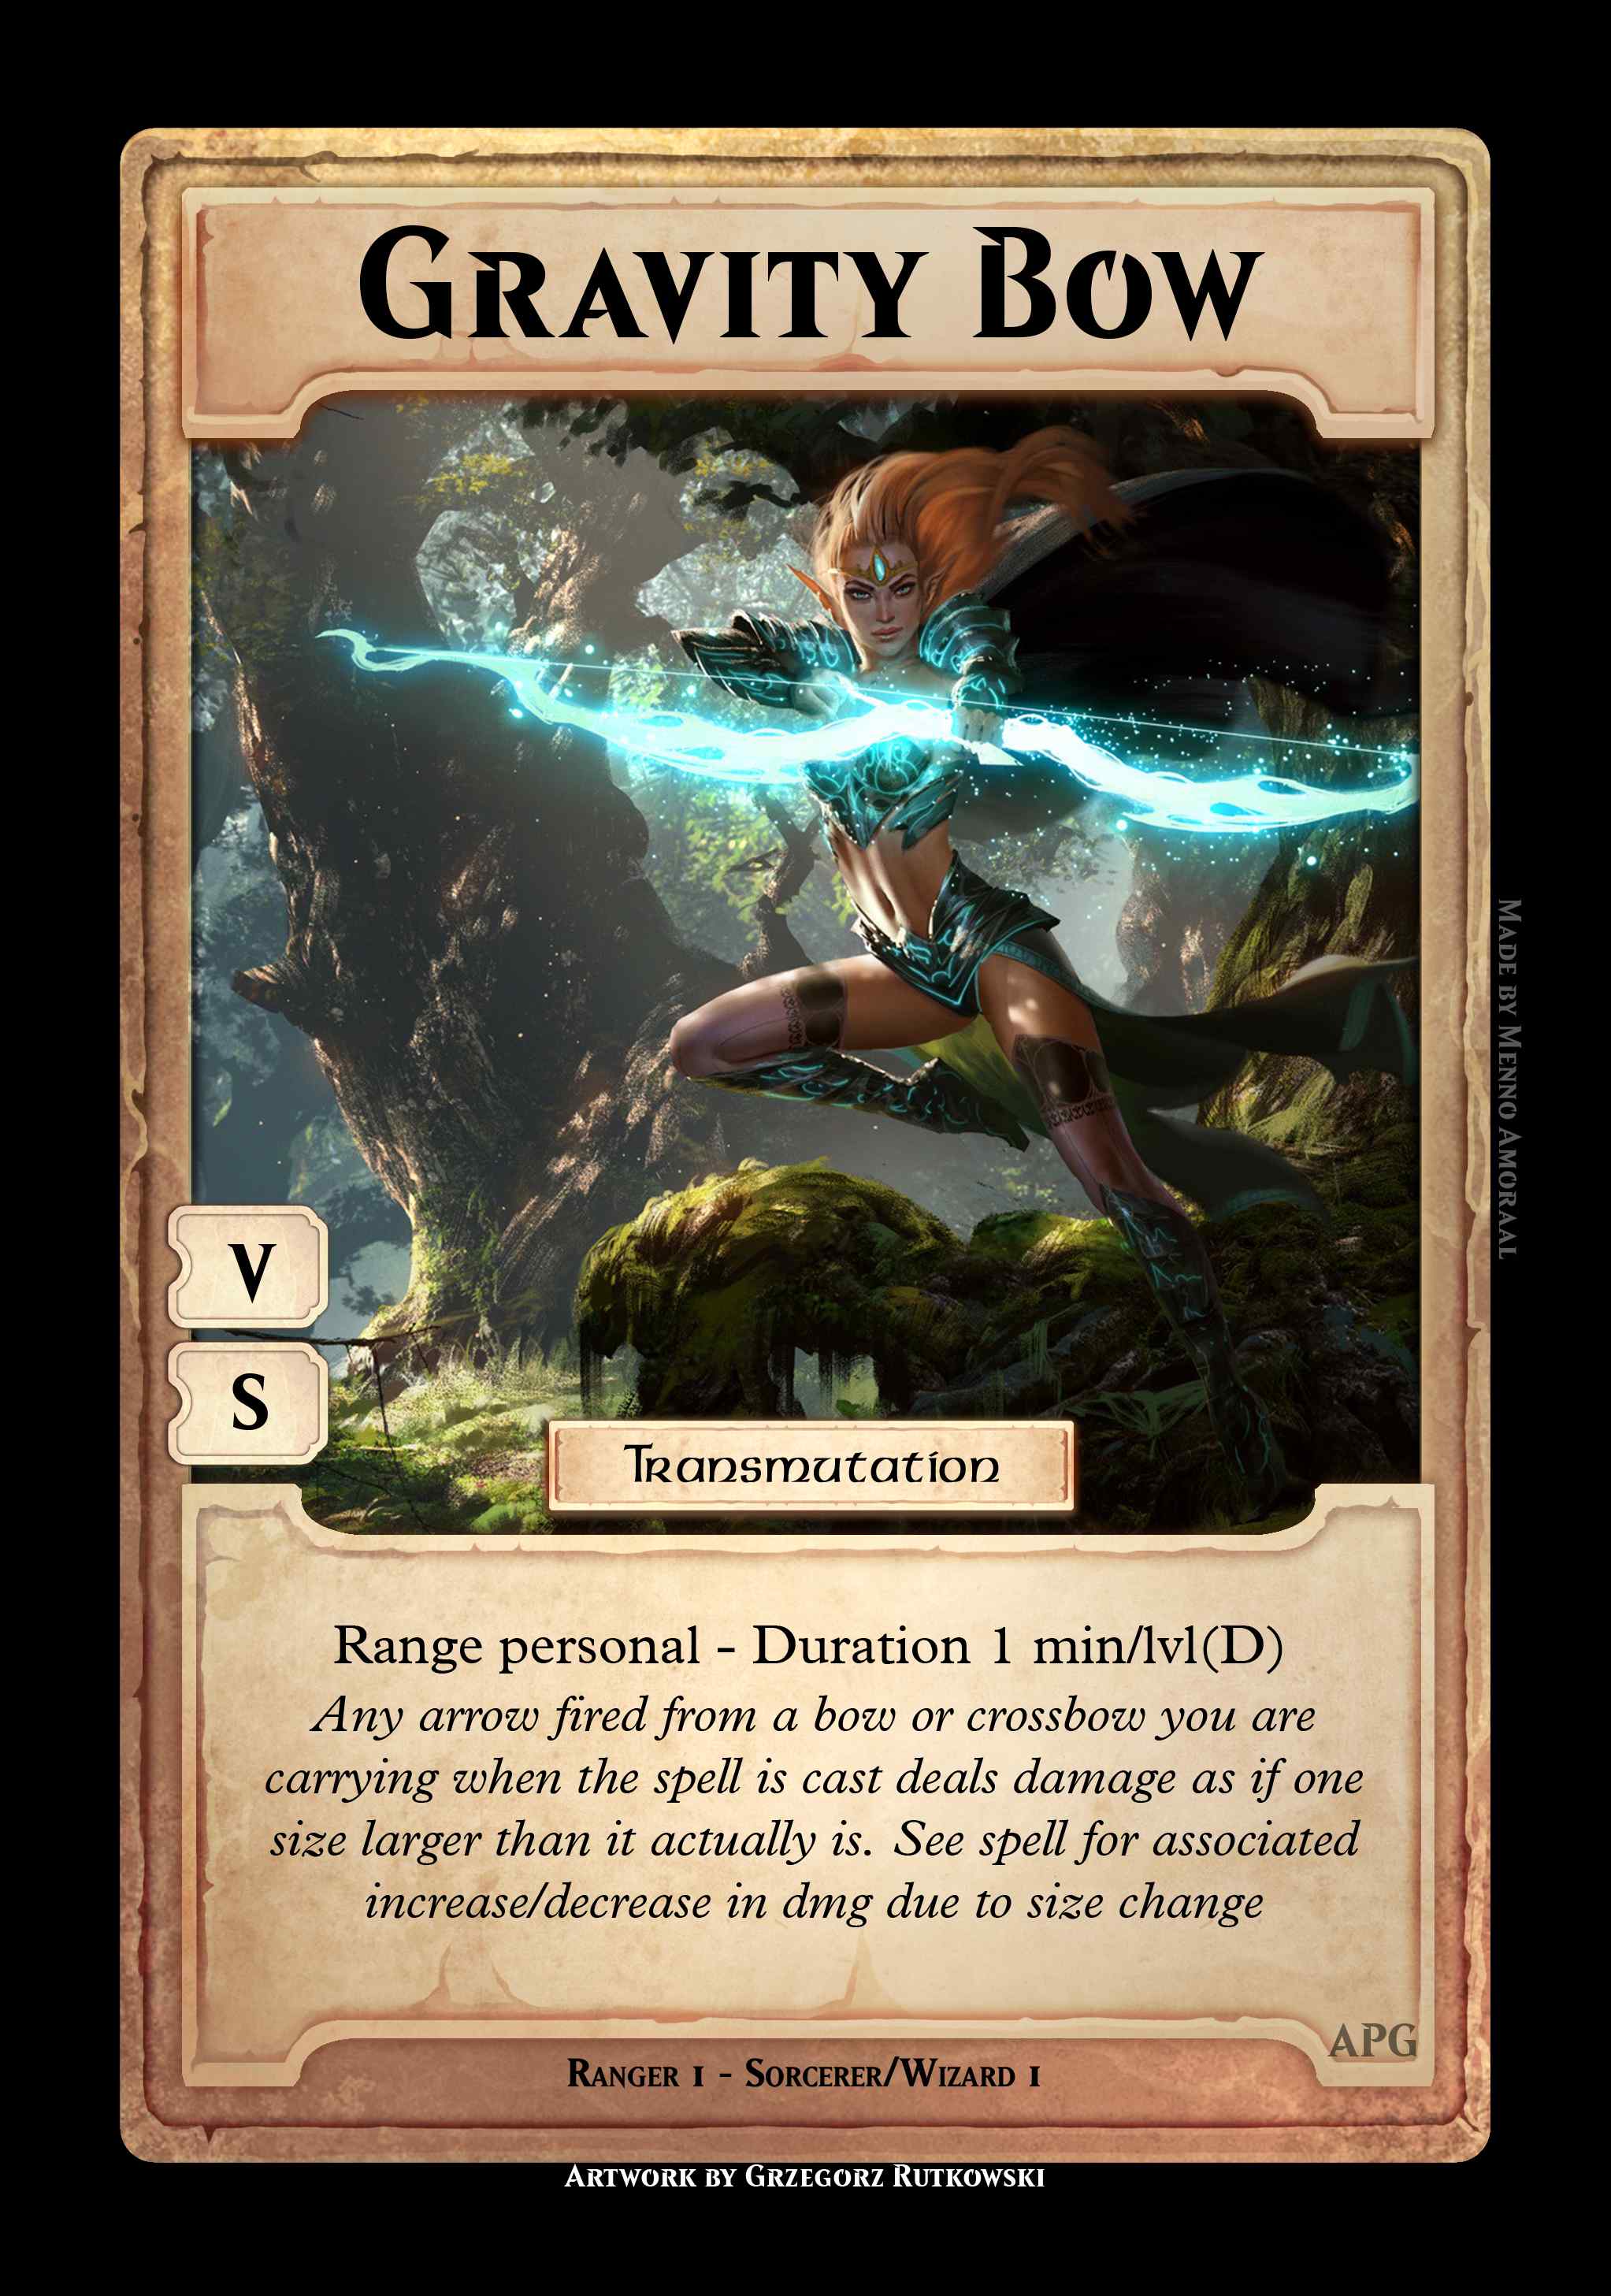 Gravity Bow
Made by Menno Amoraal
V
S
Transmutation
Range personal - Duration 1 min/lvl(D)
Any arrow fired from a bow or crossbow you are
carrying when the spell is cast deals damage as if one
size larger than it actually is. See spell for associated
increase/decrease in dmg due to size change
APG
Ranger 1 - Sorcerer/Wizard 1
Artwork by Grzegorz Rutkowski